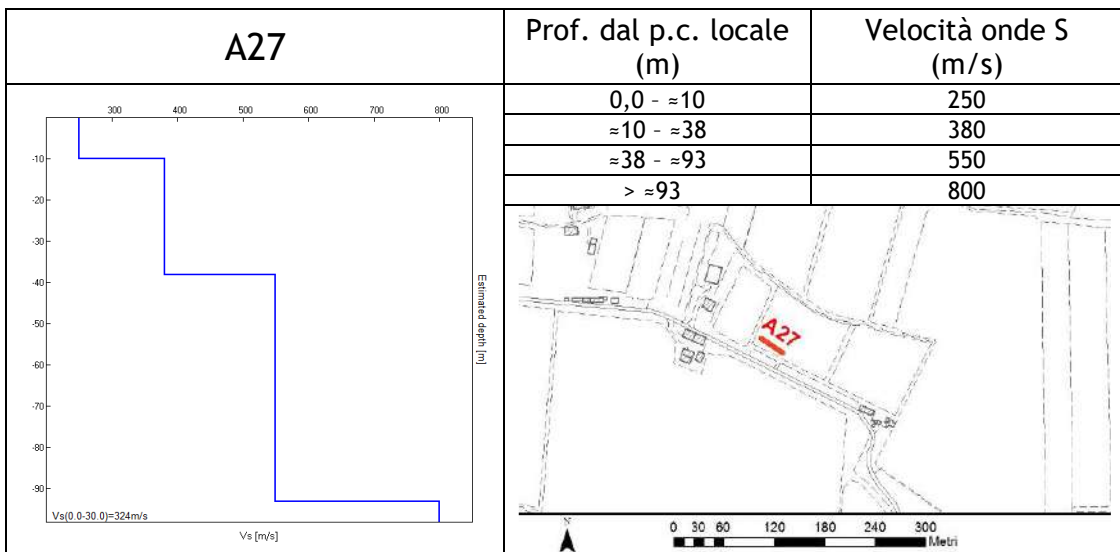 A27
Prof. dal p.c. locale
(m)
Velocità onde S
(m/s)
0,0 – ≈10
250
≈10 – ≈38
380
≈38 – ≈93
550
> ≈93
800
300 400 500 600 700 800
-10
-20
-30
-40
-50
-60
-70
-80
-90
Estimated depth [m]
Vs(0.0-30.0)=324m/s
Vs [m/s]
A27
N
0 30 60 120 180 240 300
Metri